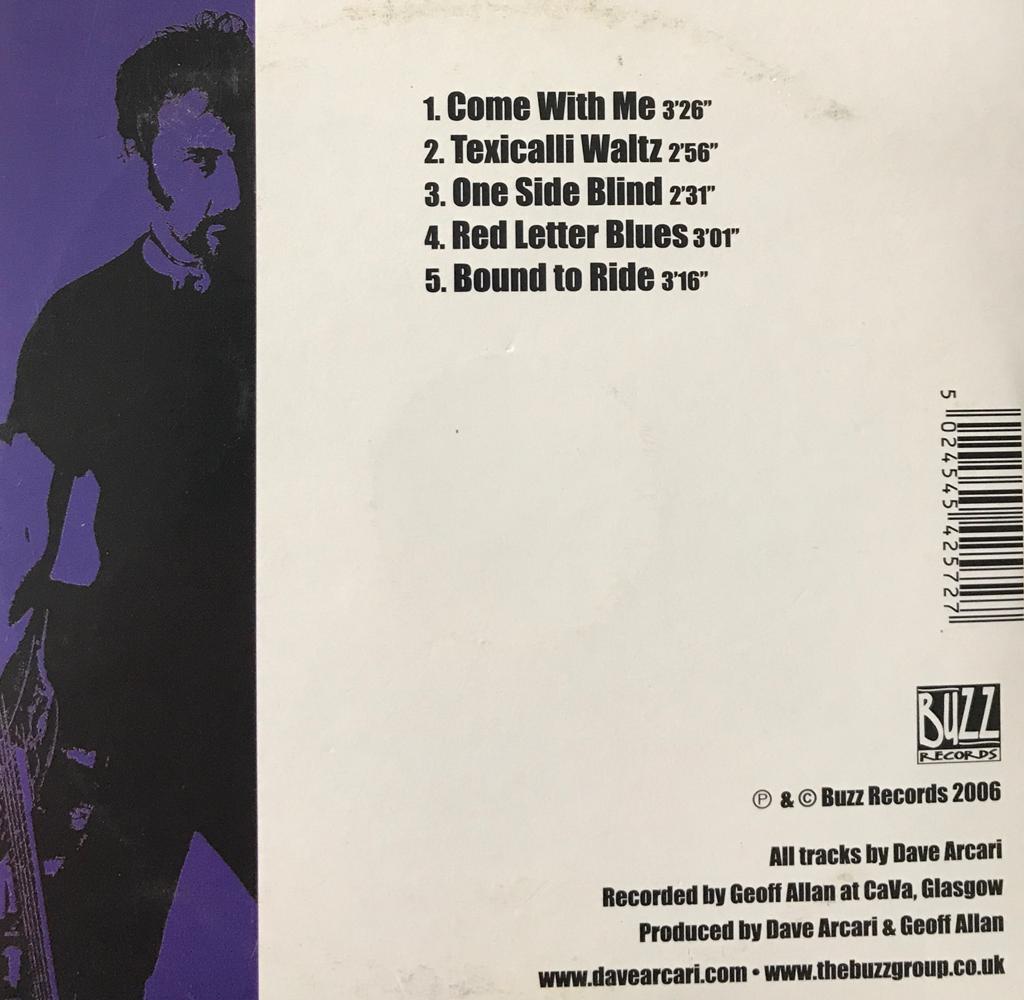 1. Come With Me 3'26"
2. Texicalli Waltz 2'56"
3. One Side Blind 2'31"
4. Red Letter Blues 3'01"
5. Bound to Ride 3'16"
5 024545 425727
BUZZ
RECORDS
℗ & © Buzz Records 2006
All tracks by Dave Arcari
Recorded by Geoff Allan at CaVa, Glasgow
Produced by Dave Arcari & Geoff Allan
www.davearcari.com • www.thebuzzgroup.co.uk